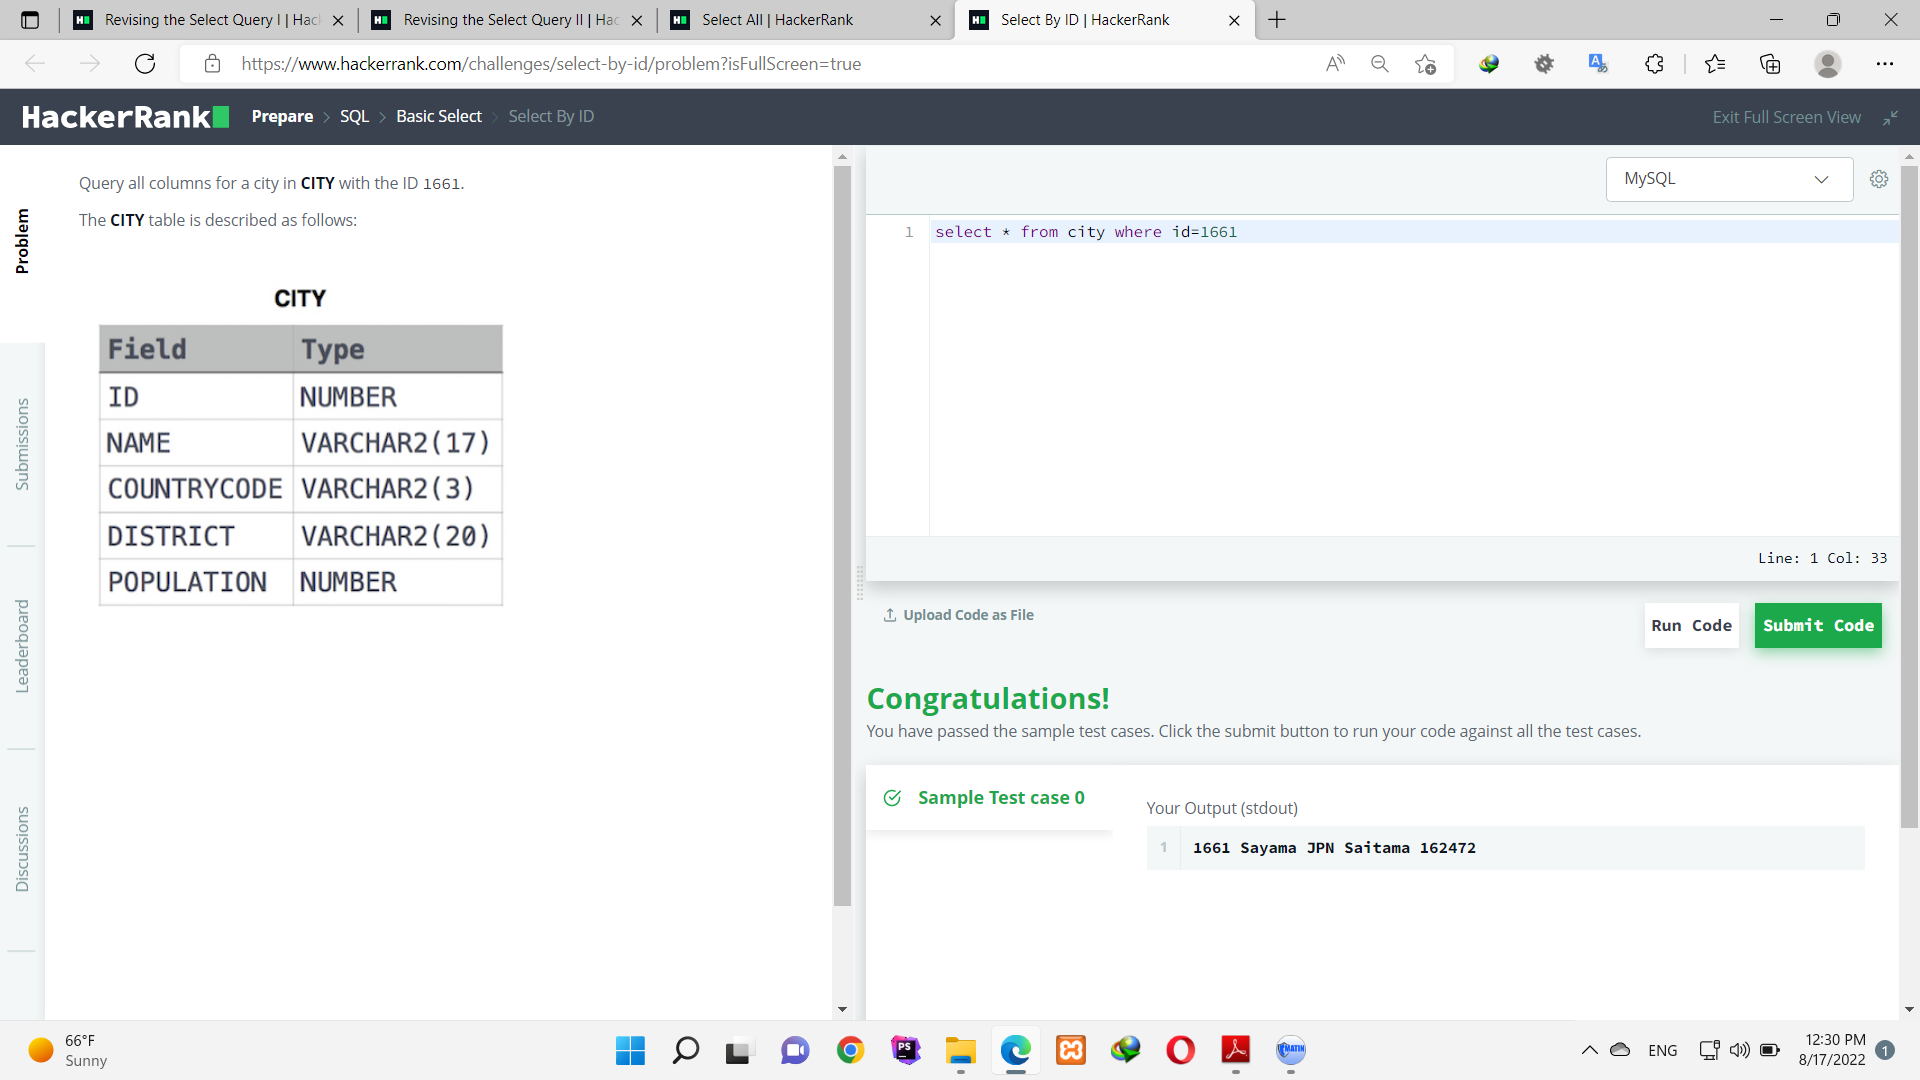 Revising the Select Query I | Hac
Revising the Select Query II | Hac
Select All | HackerRank
Select By ID | HackerRank
https://www.hackerrank.com/challenges/select-by-id/problem?isFullScreen=true
HackerRank
Prepare > SQL > Basic Select > Select By ID
Exit Full Screen View
Problem
Submissions
Leaderboard
Discussions
Query all columns for a city in CITY with the ID 1661.
The CITY table is described as follows:
CITY
Field Type
ID NUMBER
NAME VARCHAR2(17)
COUNTRYCODE VARCHAR2(3)
DISTRICT VARCHAR2(20)
POPULATION NUMBER
MySQL
1 select * from city where id=1661
Line: 1 Col: 33
Upload Code as File
Run Code
Submit Code
Congratulations!
You have passed the sample test cases. Click the submit button to run your code against all the test cases.
Sample Test case 0
Your Output (stdout)
1 1661 Sayama JPN Saitama 162472
66°F
Sunny
PS
MATIN
ENG
12:30 PM
8/17/2022
1